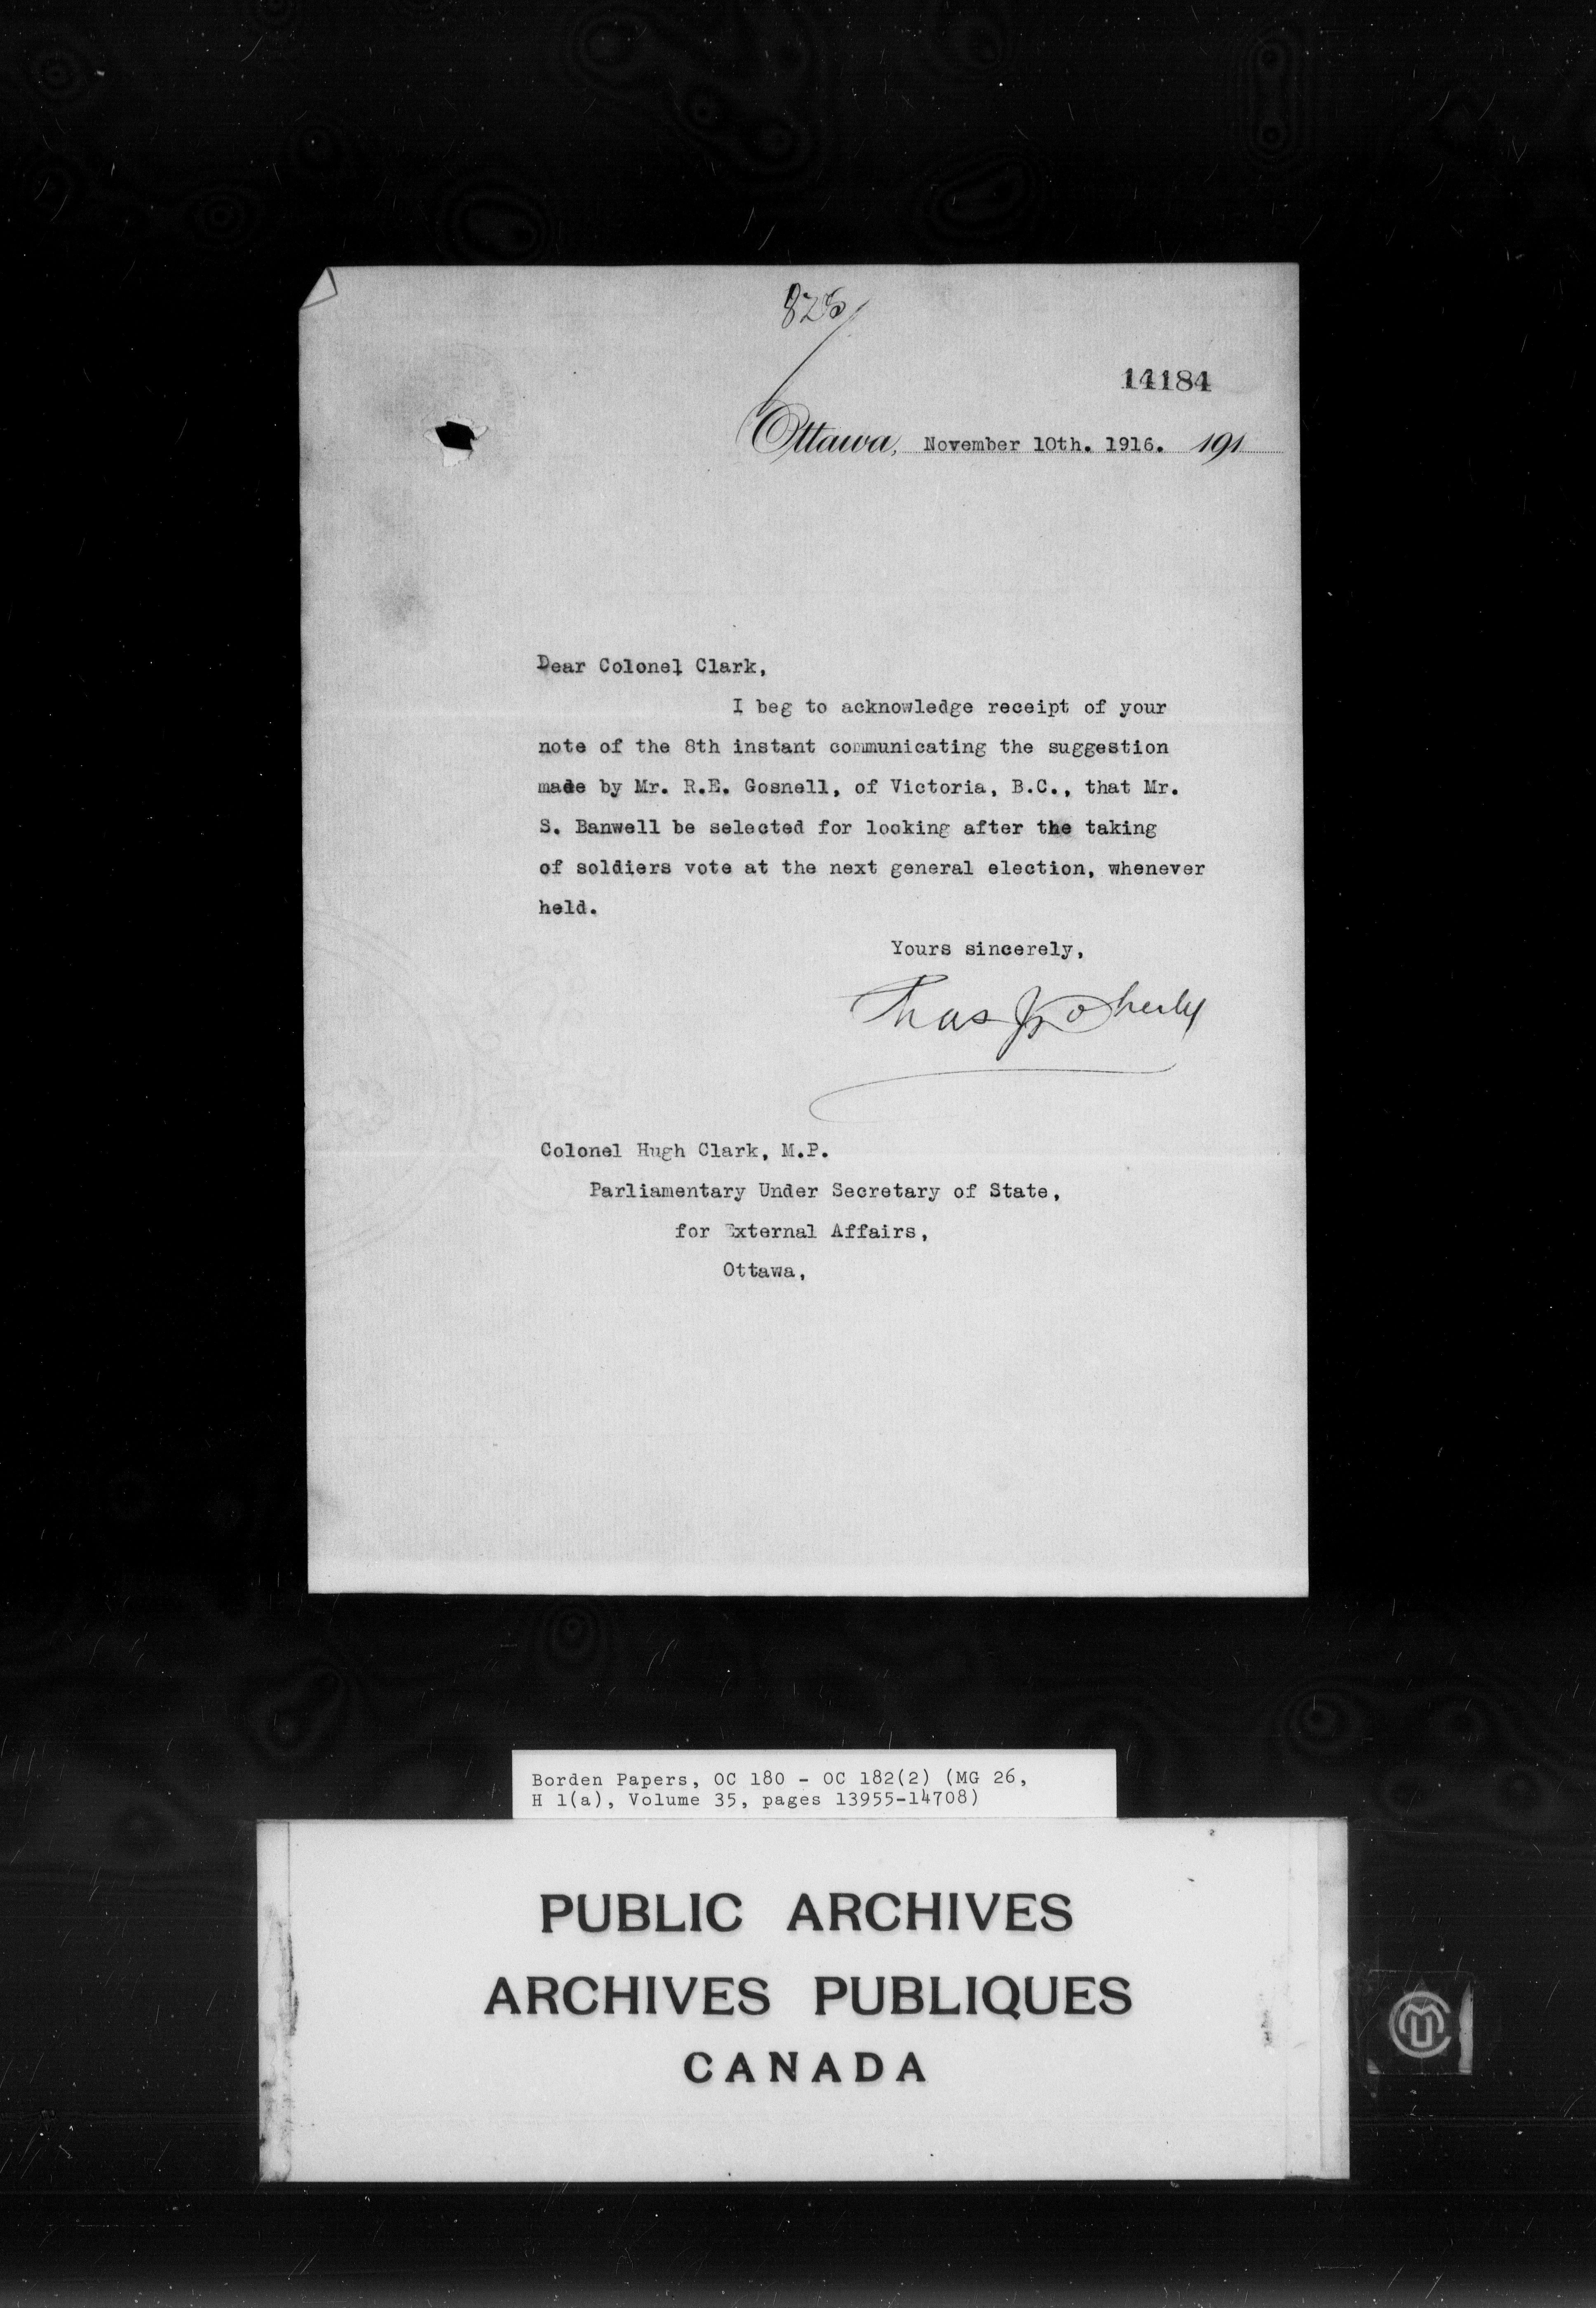 825
14184
Ottawa, November 10th. 1916. 191
Dear Colonel Clark,
I beg to acknowledge receipt of your
note of the 8th instant communicating the suggestion
made by Mr. R.E. Gosnell, of Victoria, B.C., that Mr.
S. Banwell be selected for looking after the taking
of soldiers vote at the next general election, whenever
held.
Yours sincerely,
Chas J Doherty
Colonel Hugh Clark, M.P.
Parliamentary Under Secretary of State,
for External Affairs,
Ottawa,
Borden Papers, OC 180 - OC 182(2) (MG 26,
H 1(a), Volume 35, pages 13955-14708)
PUBLIC ARCHIVES
ARCHIVES PUBLIQUES
CANADA